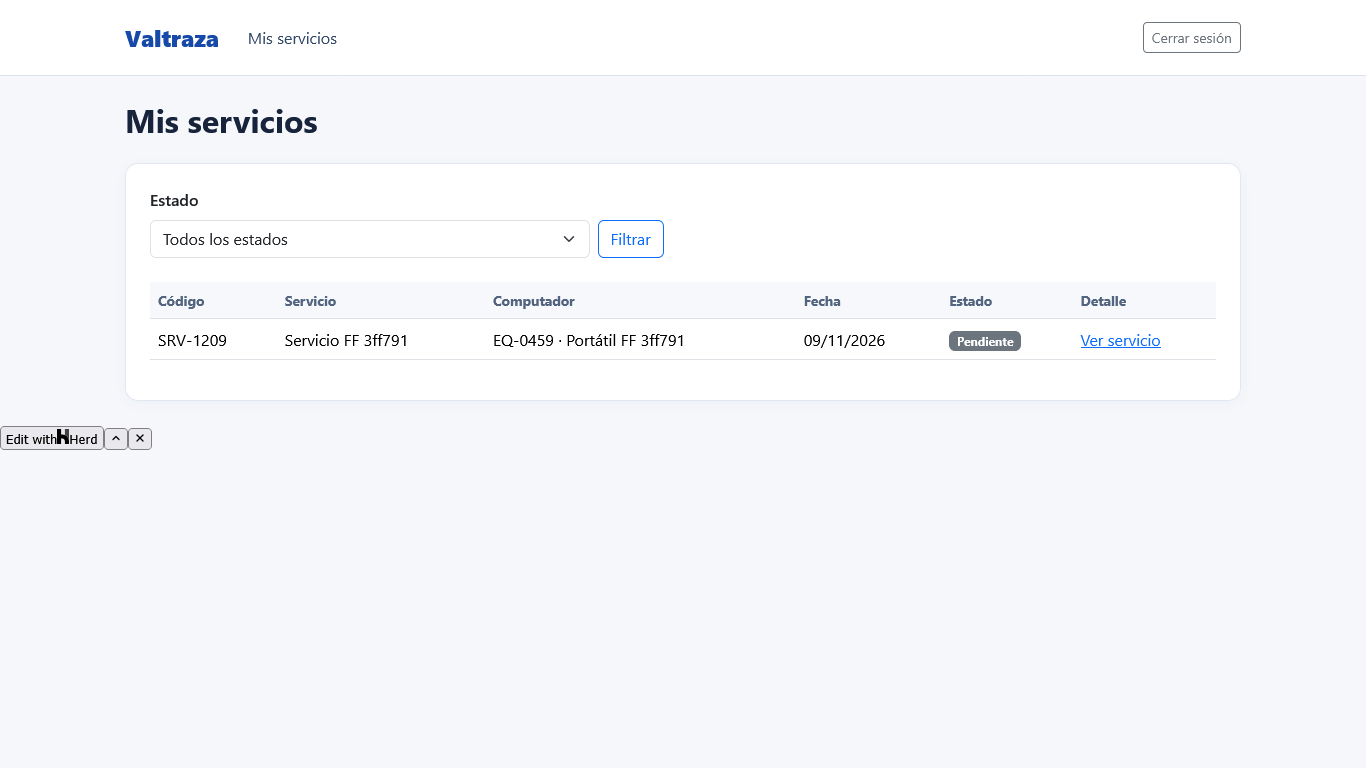 Valtraza Mis servicios Cerrar sesión
Mis servicios
Estado
Todos los estados Filtrar
Código Servicio Computador Fecha Estado Detalle
SRV-1209 Servicio FF 3ff791 EQ-0459 · Portátil FF 3ff791 09/11/2026 Pendiente Ver servicio
Edit with Herd